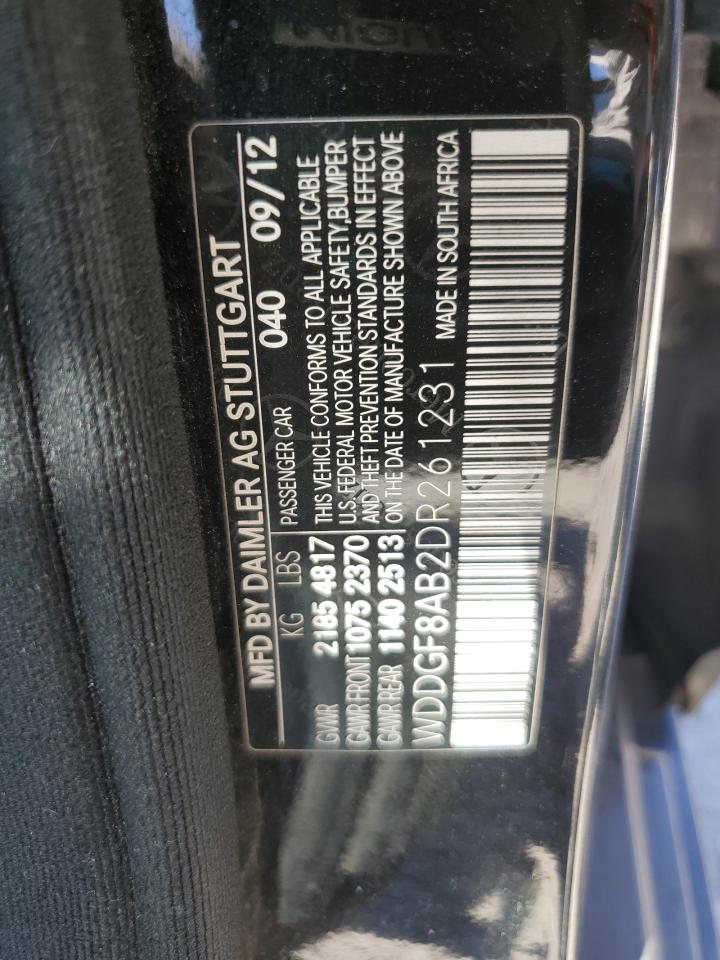 MFD BY DAIMLER AG STUTTGART
040 09/12
KG LBS PASSENGER CAR
GVWR 2185 4817
GAWR FRONT 1075 2370
GAWR REAR 1140 2513
THIS VEHICLE CONFORMS TO ALL APPLICABLE
U.S. FEDERAL MOTOR VEHICLE SAFETY,BUMPER
AND THEFT PREVENTION STANDARDS IN EFFECT
ON THE DATE OF MANUFACTURE SHOWN ABOVE
WDDGF8AB2DR261231 MADE IN SOUTH AFRICA